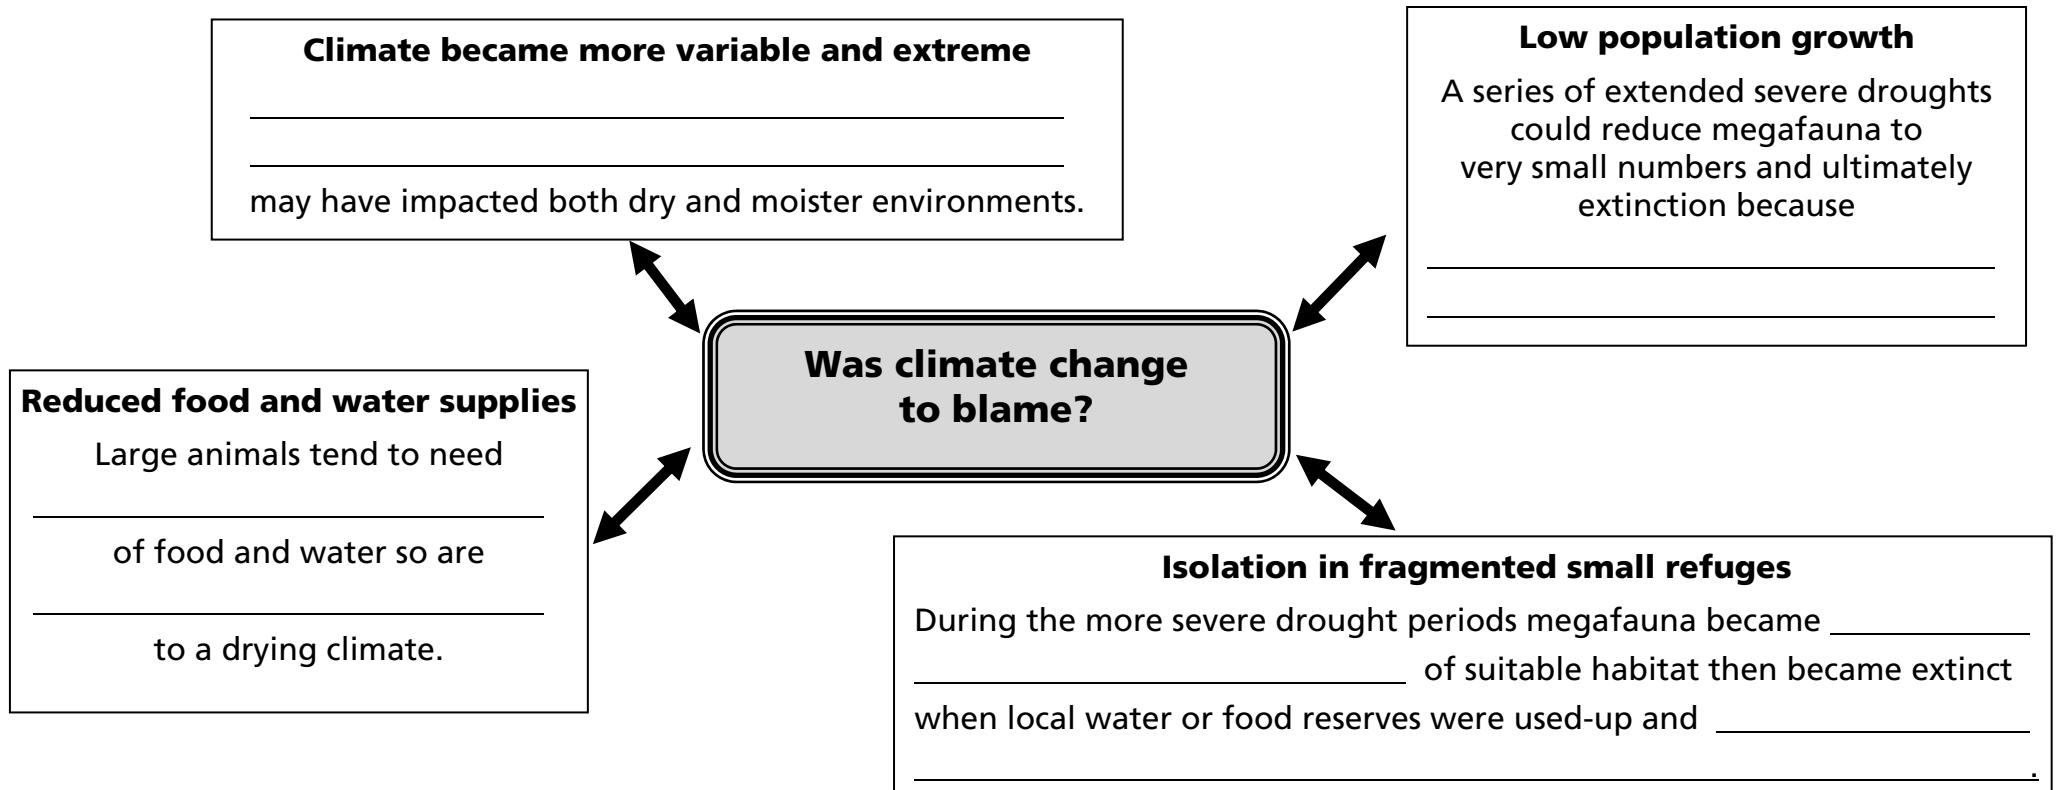 Climate became more variable and extreme
may have impacted both dry and moister environments.
Low population growth
A series of extended severe droughts
could reduce megafauna to
very small numbers and ultimately
extinction because
Was climate change
to blame?
Reduced food and water supplies
Large animals tend to need
of food and water so are
to a drying climate.
Isolation in fragmented small refuges
During the more severe drought periods megafauna became
of suitable habitat then became extinct
when local water or food reserves were used-up and
.